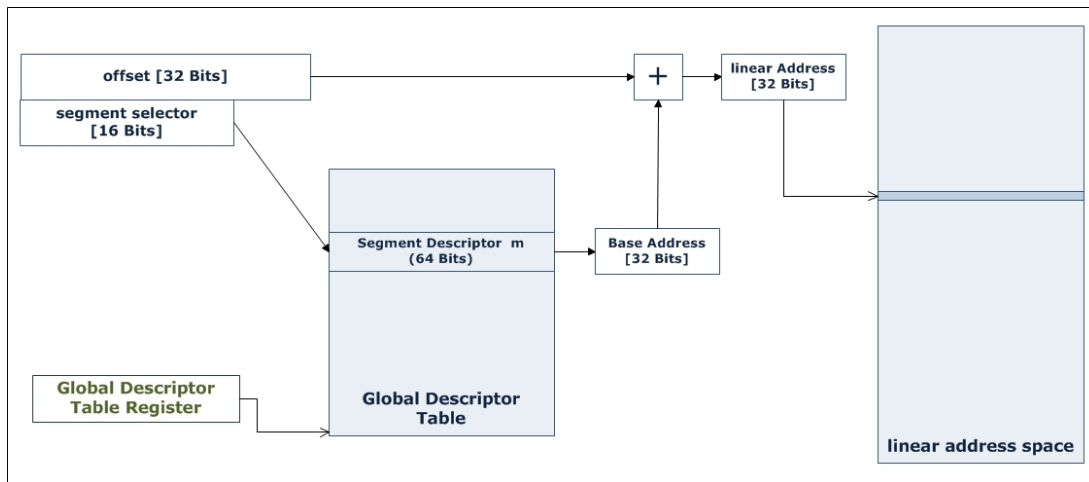 offset [32 Bits]
segment selector
[16 Bits]
+
linear Address
[32 Bits]
Segment Descriptor m
(64 Bits)
Base Address
[32 Bits]
Global Descriptor
Table Register
Global Descriptor
Table
linear address space